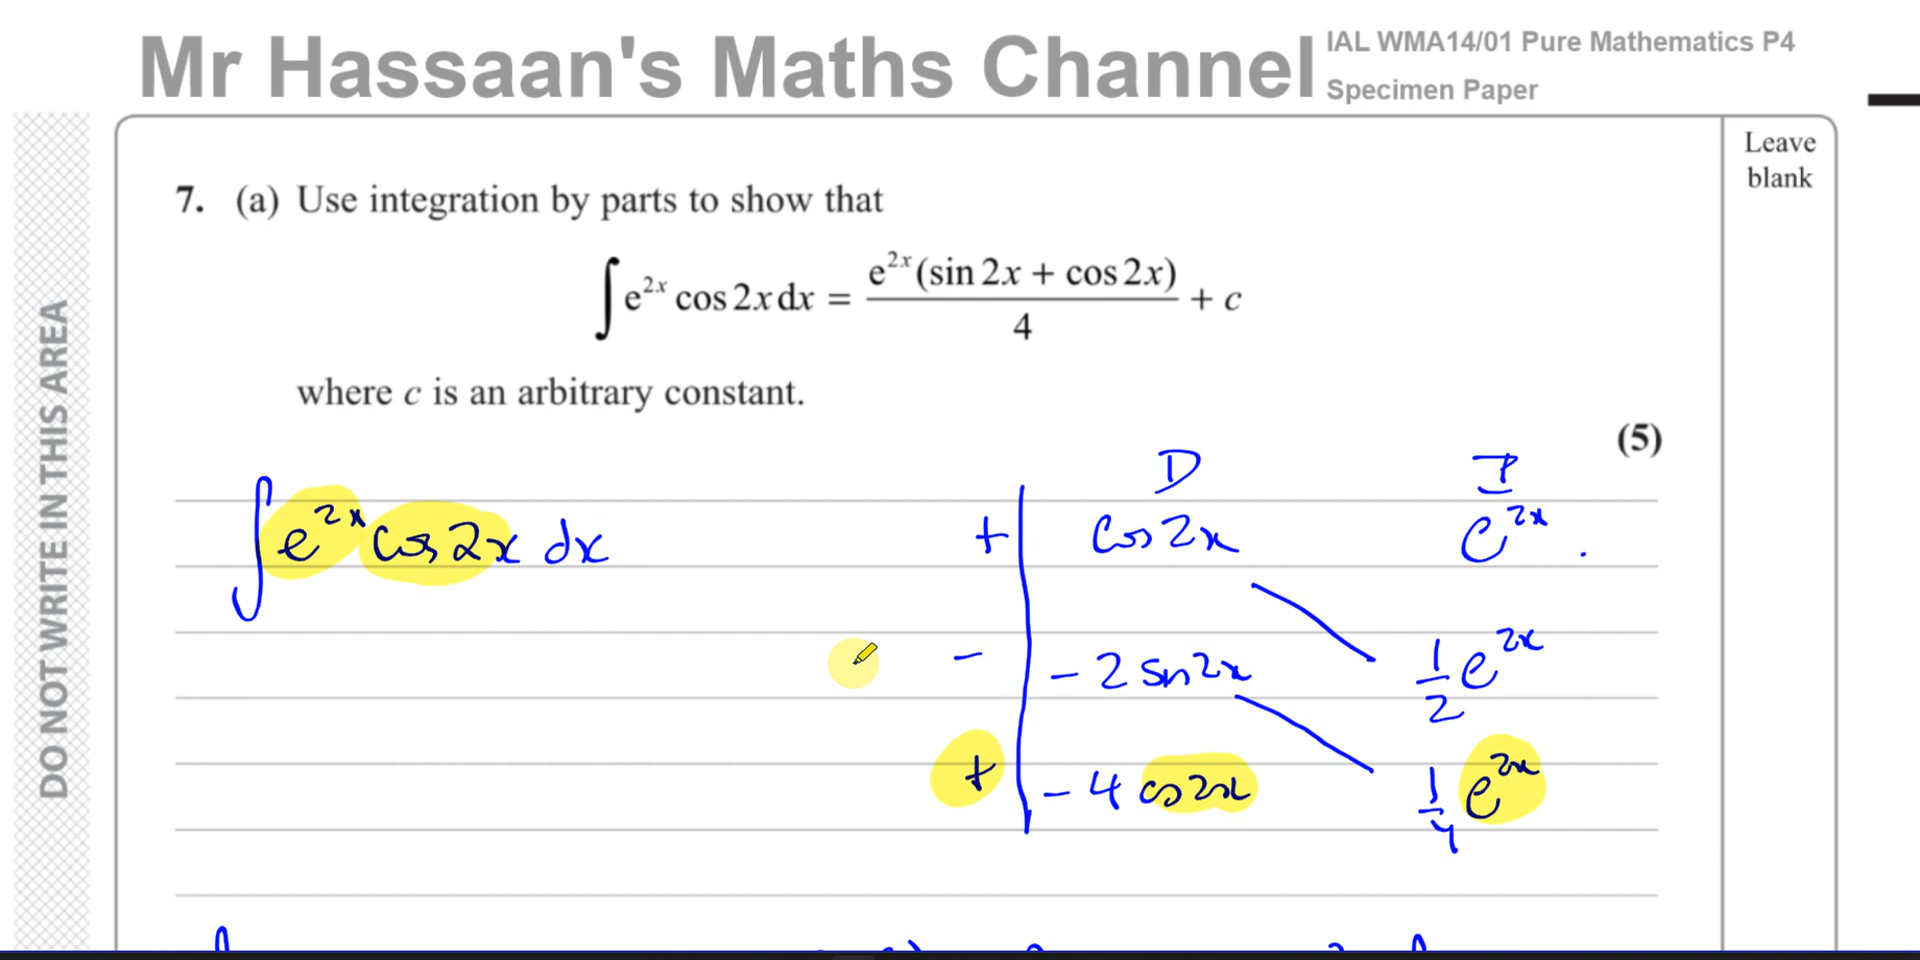 Mr Hassaan's Maths Channel
IAL WMA14/01 Pure Mathematics P4
Specimen Paper
Leave
blank
DO NOT WRITE IN THIS AREA
7. (a) Use integration by parts to show that
∫ e^{2x} cos 2x dx = \frac{e^{2x}(sin 2x + cos 2x)}{4} + c
where c is an arbitrary constant.
(5)
D I
∫ e^{2x} cos 2x dx + cos 2x e^{2x}.
- -2 sin 2x \frac{1}{2} e^{2x}
+ -4 cos 2x \frac{1}{4} e^{2x}